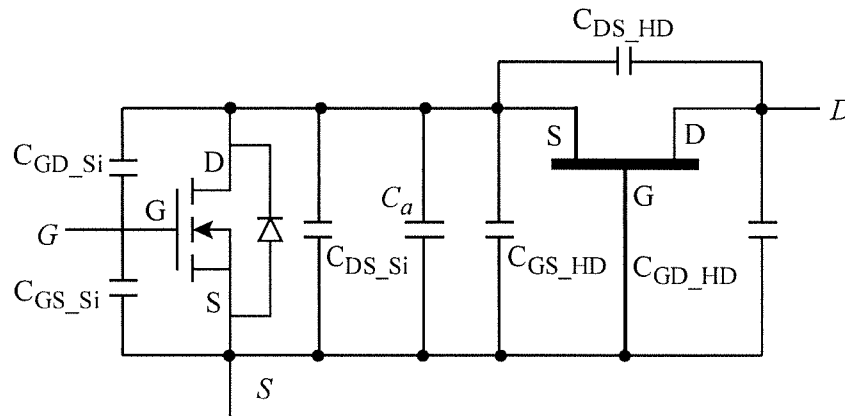 C_DS_HD
D
S
D
C_GD_Si
D
G
C_a
G
G
C_DS_Si
C_GS_HD
C_GD_HD
C_GS_Si
S
S